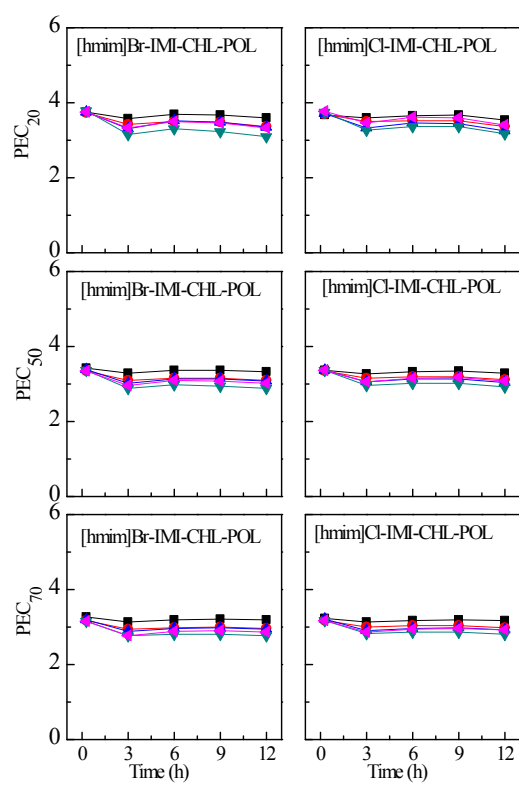 6
4
2
0
PEC20
[hmim]Br-IMI-CHL-POL
[hmim]Cl-IMI-CHL-POL
6
4
2
0
PEC50
[hmim]Br-IMI-CHL-POL
[hmim]Cl-IMI-CHL-POL
6
4
2
0
PEC70
[hmim]Br-IMI-CHL-POL
[hmim]Cl-IMI-CHL-POL
0 3 6 9 12
0 3 6 9 12
Time (h)
Time (h)